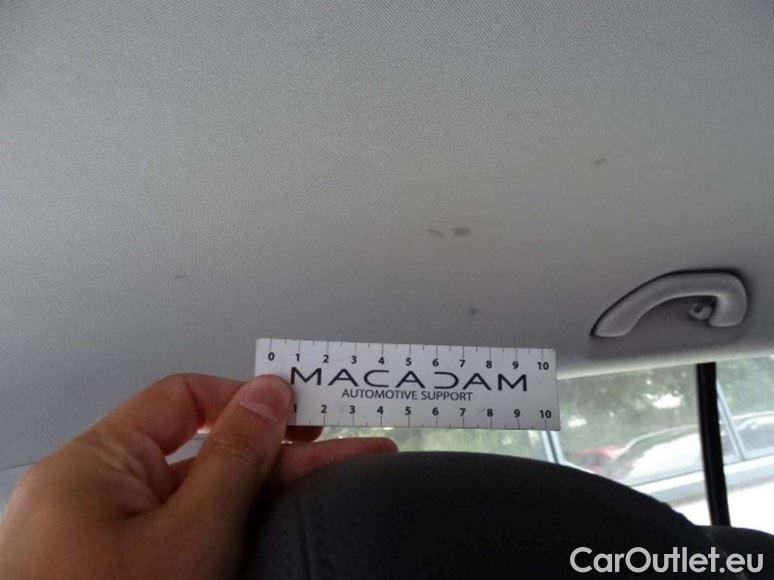 0 1 2 3 4 5 6 7 8 9 10
MACADAM
AUTOMOTIVE SUPPORT
1 2 3 4 5 6 7 8 9 10
CarOutlet.eu